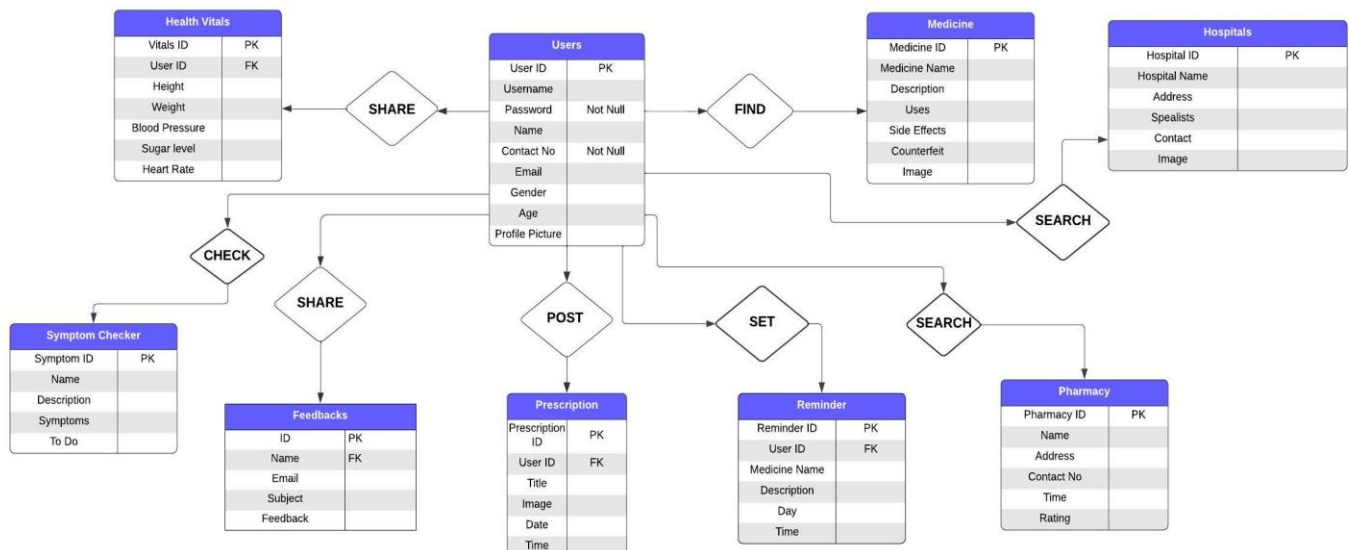 Health Vitals
Vitals ID PK
User ID FK
Height
Weight
Blood Pressure
Sugar level
Heart Rate
SHARE
Users
User ID PK
Username
Password Not Null
Name
Contact No Not Null
Email
Gender
Age
Profile Picture
FIND
Medicine
Medicine ID PK
Medicine Name
Description
Uses
Side Effects
Counterfeit
Image
Hospitals
Hospital ID PK
Hospital Name
Address
Spealists
Contact
Image
SEARCH
CHECK
SHARE
POST
SET
SEARCH
Symptom Checker
Symptom ID PK
Name
Description
Symptoms
To Do
Feedbacks
ID PK
Name FK
Email
Subject
Feedback
Prescription
Prescription
ID PK
User ID FK
Title
Image
Date
Time
Reminder
Reminder ID PK
User ID FK
Medicine Name
Description
Day
Time
Pharmacy
Pharmacy ID PK
Name
Address
Contact No
Time
Rating